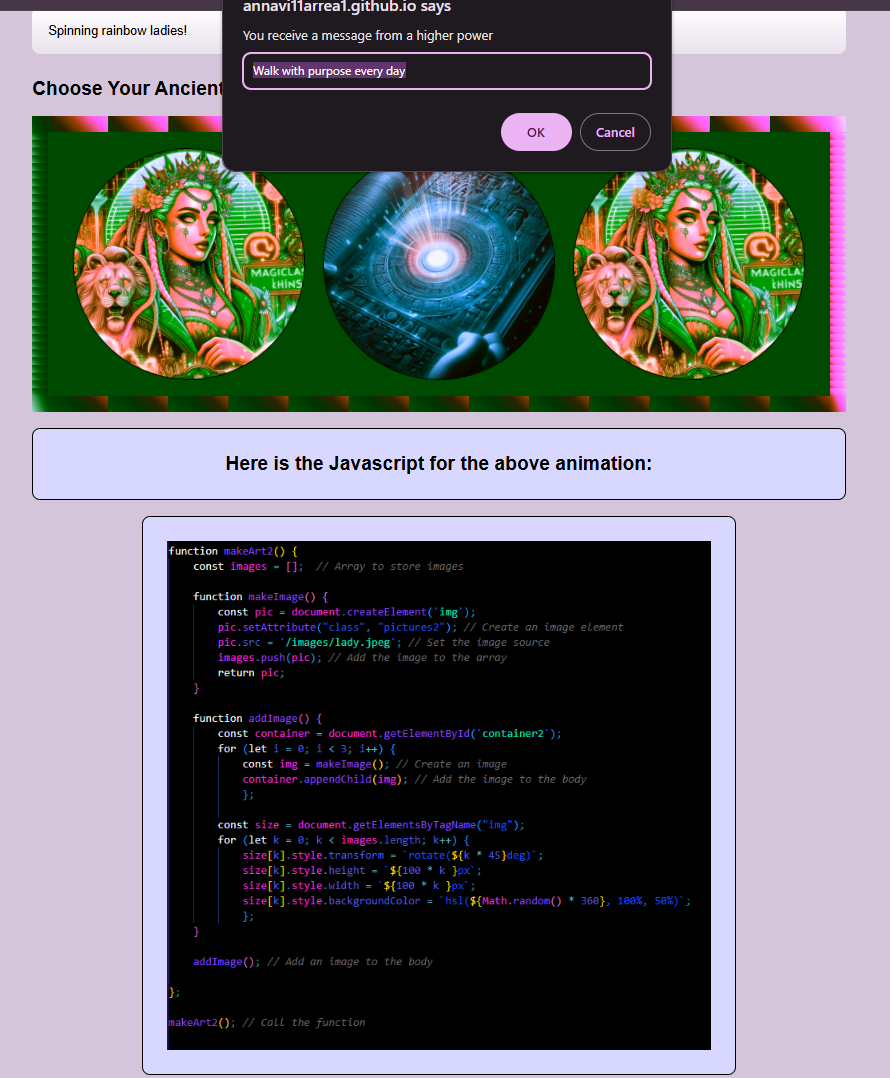 annavi11arrea1.github.io says
You receive a message from a higher power
Walk with purpose every day
OK Cancel
Spinning rainbow ladies!
Choose Your Ancient
MAGICLA
EHINS
MAGICLA
EHINS
Here is the Javascript for the above animation:
function makeArt2() {
const images = []; // Array to store images
function makeImage() {
const pic = document.createElement('img');
pic.setAttribute("class", "pictures2"); // Create an image element
pic.src = '/images/lady.jpeg'; // Set the image source
images.push(pic); // Add the image to the array
return pic;
}
function addImage() {
const container = document.getElementById('container2');
for (let i = 0; i < 3; i++) {
const img = makeImage(); // Create an image
container.appendChild(img); // Add the image to the body
};
const size = document.getElementsByTagName("img");
for (let k = 0; k < images.length; k++) {
size[k].style.transform = `rotate(${k * 45}deg)`;
size[k].style.height = `${100 * k }px`;
size[k].style.width = `${100 * k }px`;
size[k].style.backgroundColor = `hsl(${Math.random() * 360}, 100%, 50%)`;
};
}
addImage(); // Add an image to the body
};
makeArt2(); // Call the function